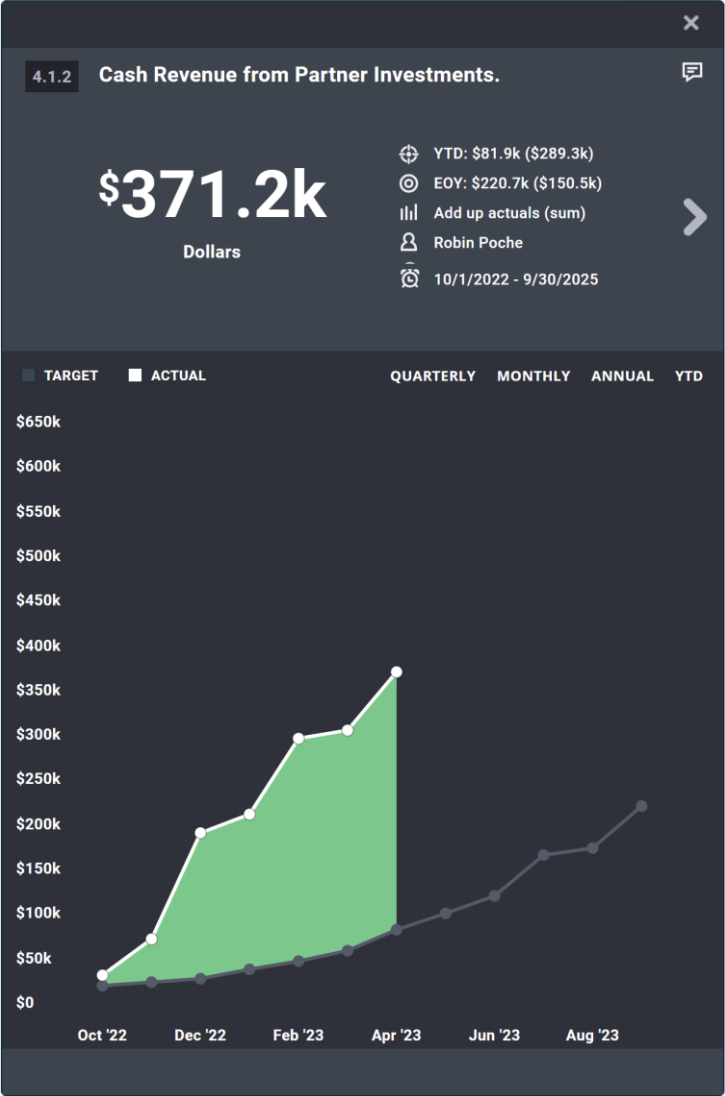 4.1.2 Cash Revenue from Partner Investments.
$371.2k
Dollars
YTD: $81.9k ($289.3k)
EOY: $220.7k ($150.5k)
Add up actuals (sum)
Robin Poche
10/1/2022 - 9/30/2025
TARGET ACTUAL QUARTERLY MONTHLY ANNUAL YTD
$650k
$600k
$550k
$500k
$450k
$400k
$350k
$300k
$250k
$200k
$150k
$100k
$50k
$0
Oct '22 Dec '22 Feb '23 Apr '23 Jun '23 Aug '23